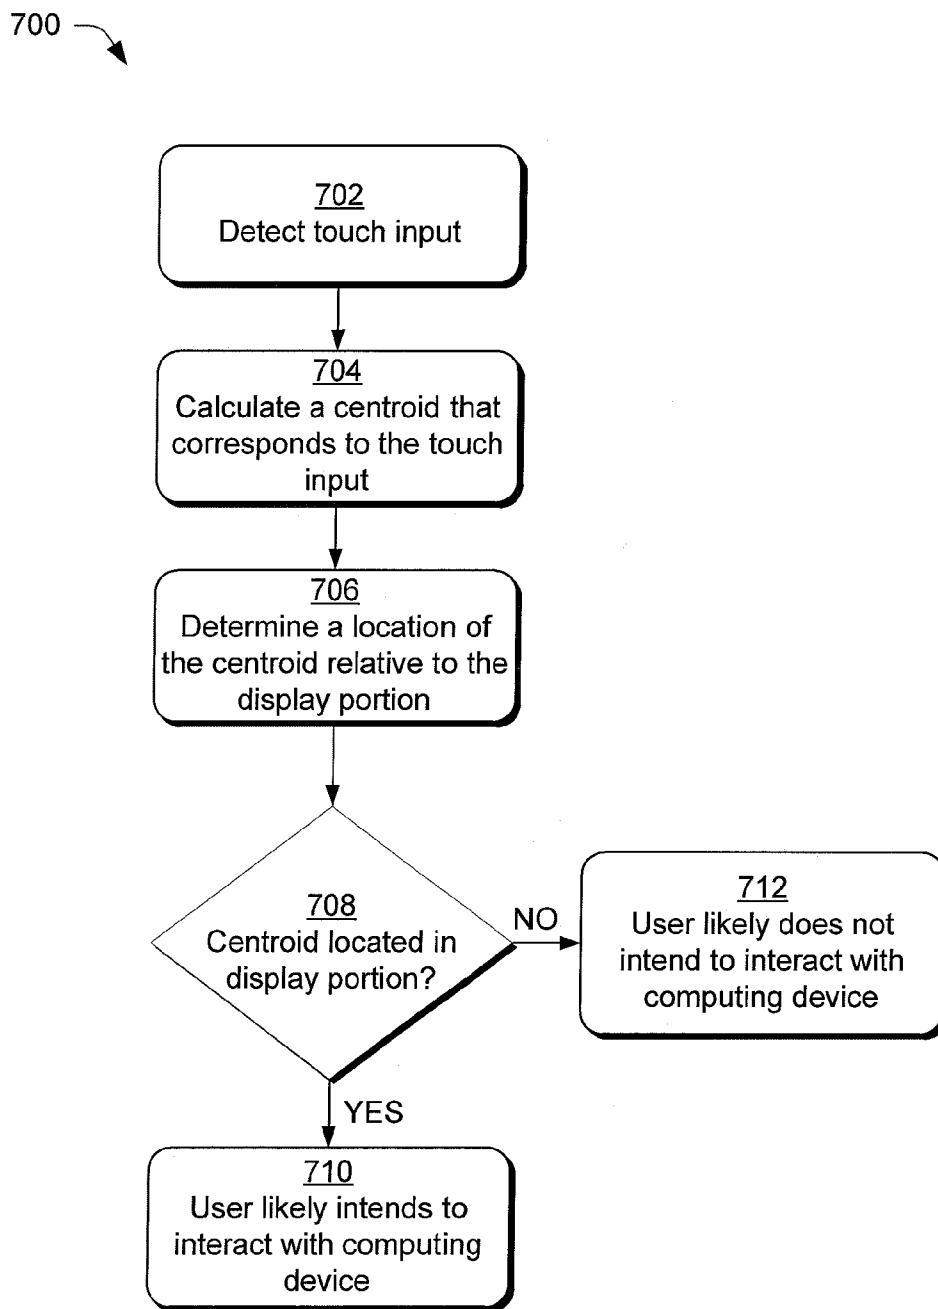 700
702
Detect touch input
704
Calculate a centroid that
corresponds to the touch
input
706
Determine a location of
the centroid relative to the
display portion
708
Centroid located in
display portion?
NO
712
User likely does not
intend to interact with
computing device
YES
710
User likely intends to
interact with computing
device